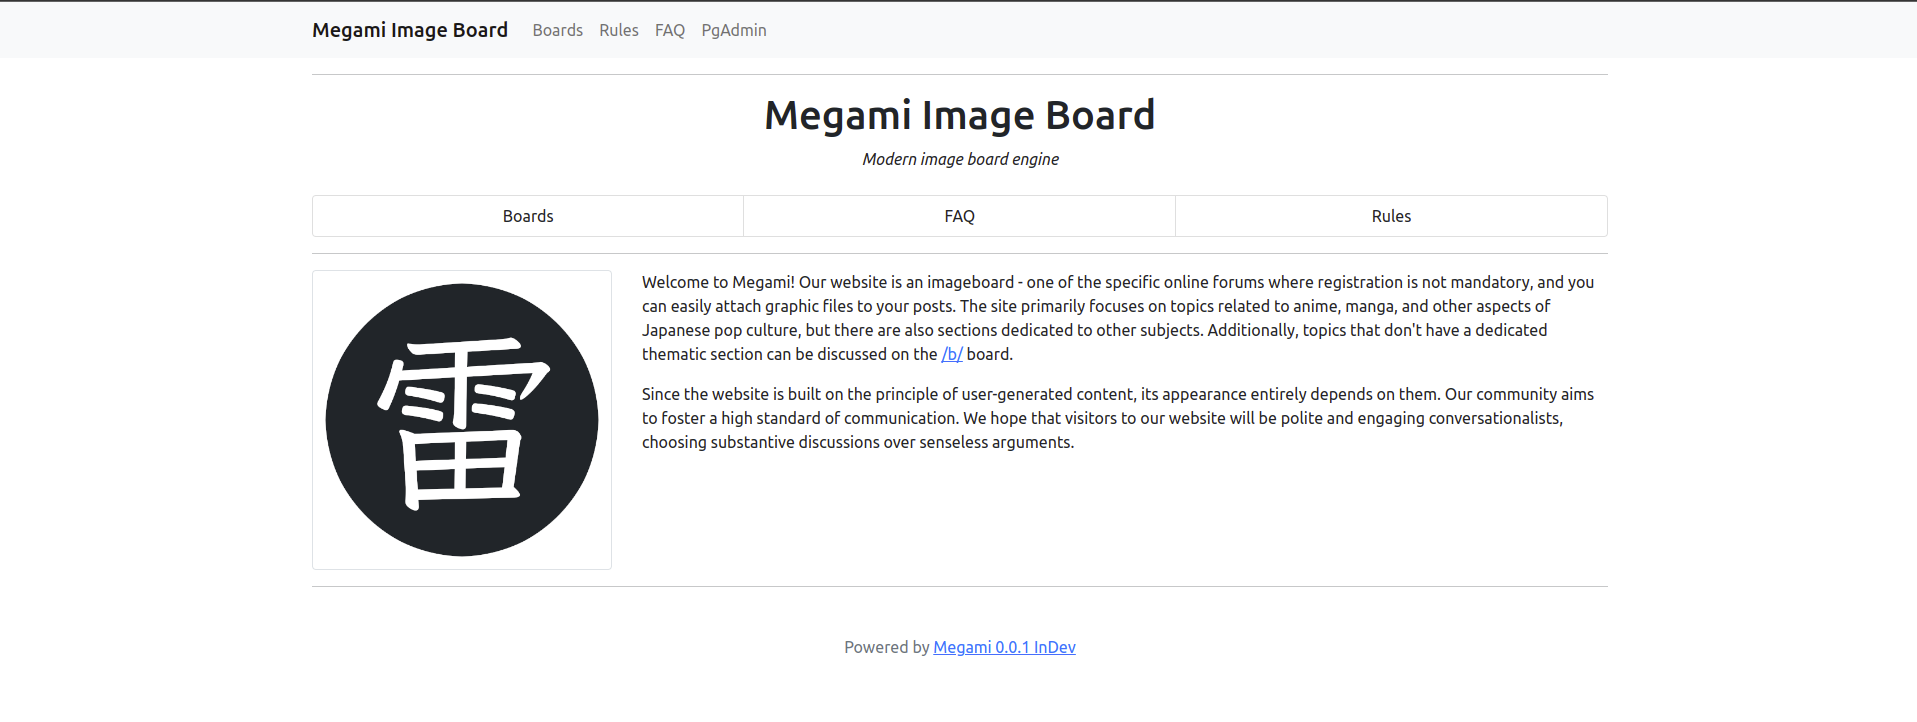 Megami Image Board Boards Rules FAQ PgAdmin
Megami Image Board
Modern image board engine
Boards FAQ Rules
雷
Welcome to Megami! Our website is an imageboard - one of the specific online forums where registration is not mandatory, and you
can easily attach graphic files to your posts. The site primarily focuses on topics related to anime, manga, and other aspects of
Japanese pop culture, but there are also sections dedicated to other subjects. Additionally, topics that don't have a dedicated
thematic section can be discussed on the /b/ board.
Since the website is built on the principle of user-generated content, its appearance entirely depends on them. Our community aims
to foster a high standard of communication. We hope that visitors to our website will be polite and engaging conversationalists,
choosing substantive discussions over senseless arguments.
Powered by Megami 0.0.1 InDev